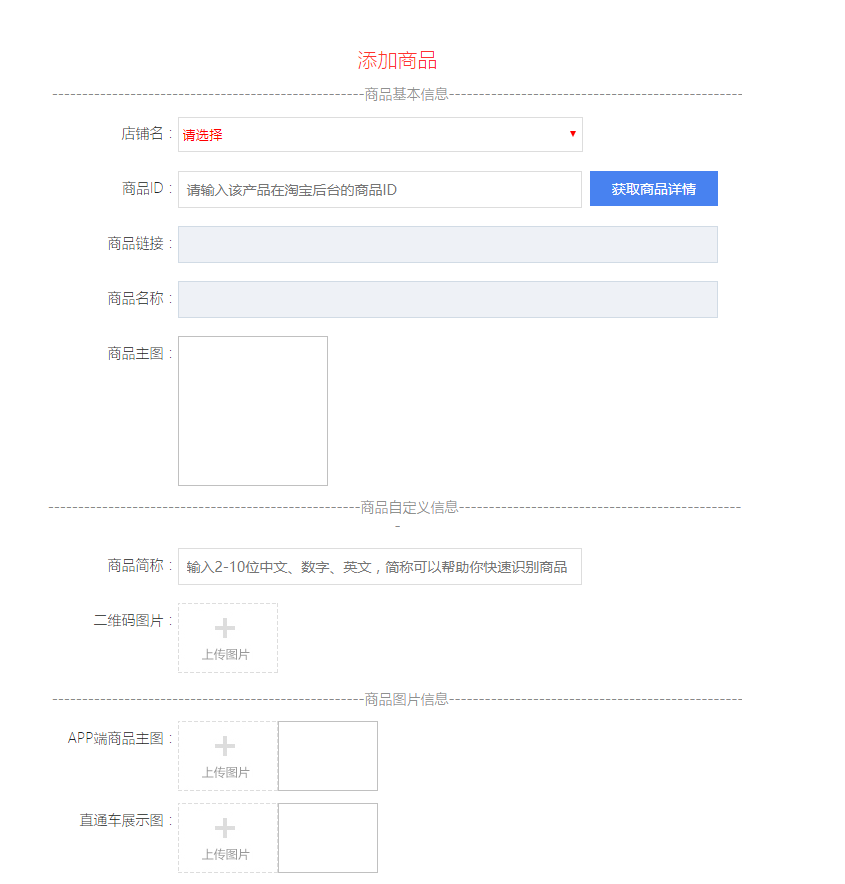 添加商品
商品基本信息
店铺名： 请选择
商品ID： 请输入该产品在淘宝后台的商品ID 获取商品详情
商品链接：
商品名称：
商品主图：
商品自定义信息
-
商品简称： 输入2-10位中文、数字、英文，简称可以帮助你快速识别商品
二维码图片： 上传图片
商品图片信息
APP端商品主图： 上传图片
直通车展示图： 上传图片